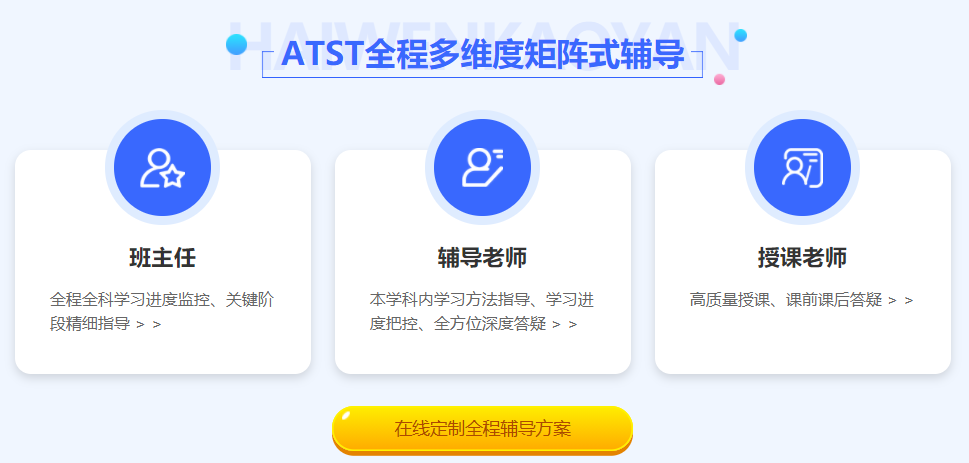 HAIWENKAOYAN
ATST全程多维度矩阵式辅导
班主任
全程全科学习进度监控、关键阶
段精细指导 > >
辅导老师
本学科内学习方法指导、学习进
度把控、全方位深度答疑 > >
授课老师
高质量授课、课前课后答疑 > >
在线定制全程辅导方案